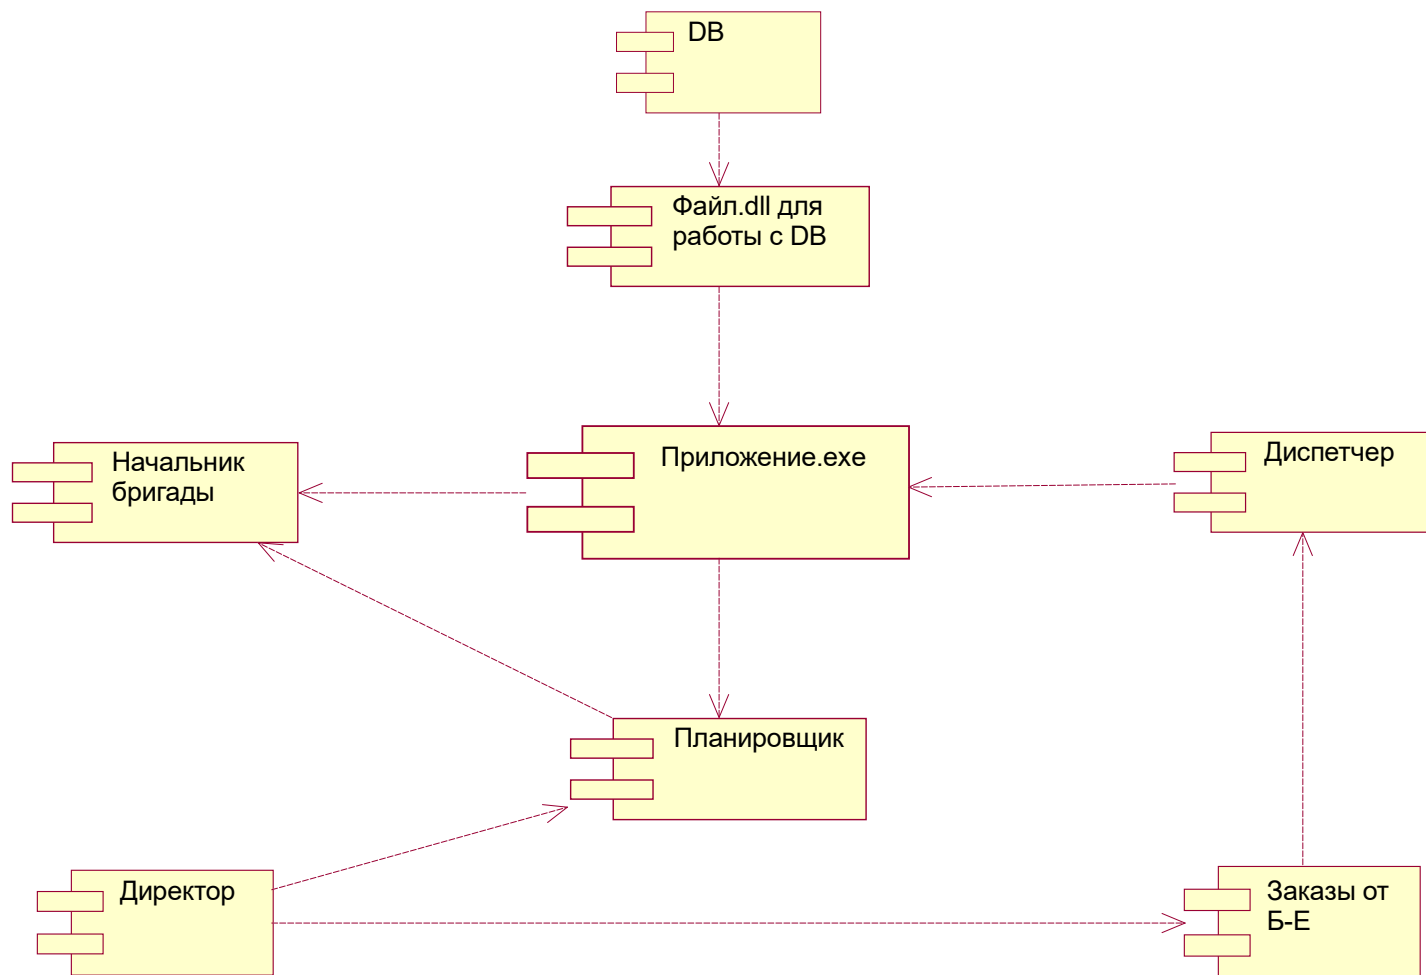 DB
Файл.dll для
работы с DB
Начальник
бригады
Приложение.exe
Диспетчер
Планировщик
Директор
Заказы от
Б-Е